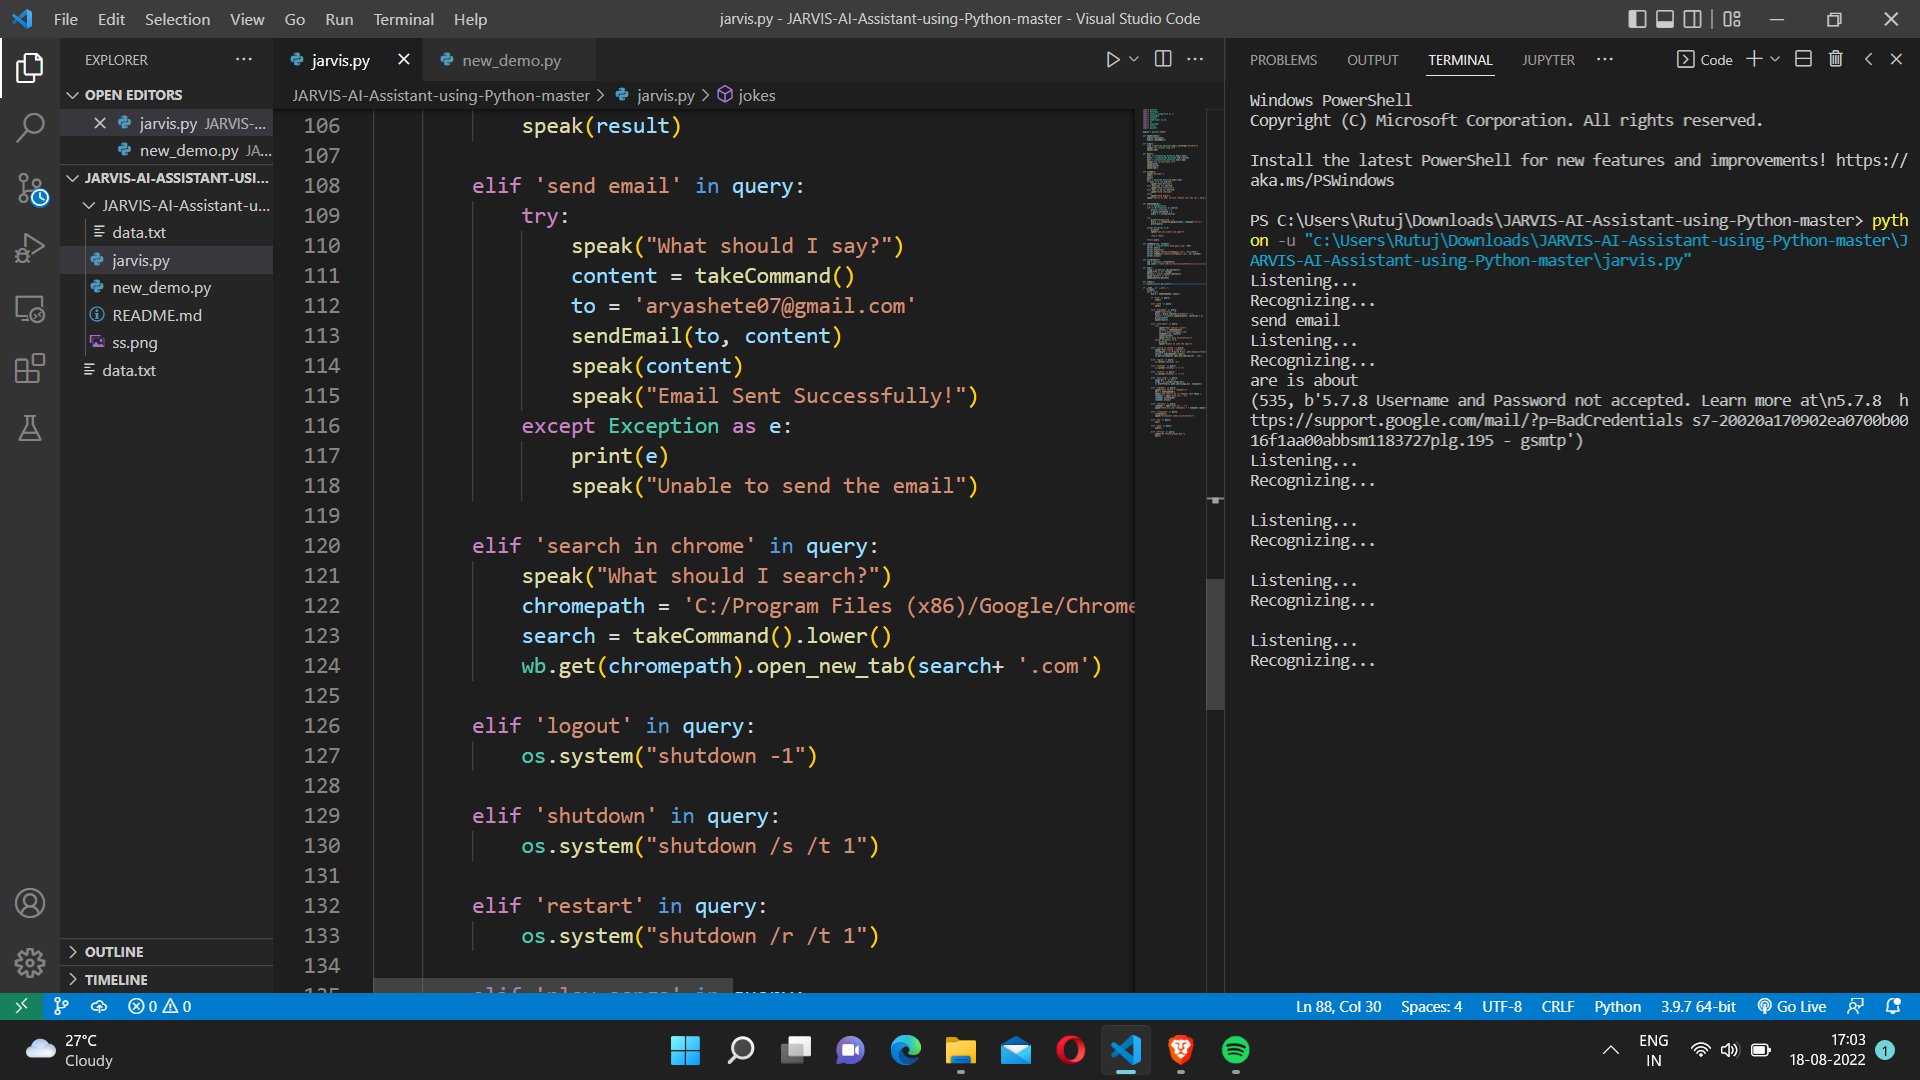 File Edit Selection View Go Run Terminal Help
jarvis.py - JARVIS-AI-Assistant-using-Python-master - Visual Studio Code
EXPLORER
OPEN EDITORS
jarvis.py JARVIS-...
new_demo.py JA...
JARVIS-AI-ASSISTANT-USI...
JARVIS-AI-Assistant-u...
data.txt
jarvis.py
new_demo.py
README.md
ss.png
data.txt
OUTLINE
TIMELINE
jarvis.py
new_demo.py
JARVIS-AI-Assistant-using-Python-master > jarvis.py > jokes
106 speak(result)
107
108 elif 'send email' in query:
109 try:
110 speak("What should I say?")
111 content = takeCommand()
112 to = 'aryashete07@gmail.com'
113 sendEmail(to, content)
114 speak(content)
115 speak("Email Sent Successfully!")
116 except Exception as e:
117 print(e)
118 speak("Unable to send the email")
119
120 elif 'search in chrome' in query:
121 speak("What should I search?")
122 chromepath = 'C:/Program Files (x86)/Google/Chrome
123 search = takeCommand().lower()
124 wb.get(chromepath).open_new_tab(search+ '.com')
125
126 elif 'logout' in query:
127 os.system("shutdown -1")
128
129 elif 'shutdown' in query:
130 os.system("shutdown /s /t 1")
131
132 elif 'restart' in query:
133 os.system("shutdown /r /t 1")
134
PROBLEMS OUTPUT TERMINAL JUPYTER
Code
Windows PowerShell
Copyright (C) Microsoft Corporation. All rights reserved.
Install the latest PowerShell for new features and improvements! https://
aka.ms/PSWindows
PS C:\Users\Rutuj\Downloads\JARVIS-AI-Assistant-using-Python-master> pyth
on -u "c:\Users\Rutuj\Downloads\JARVIS-AI-Assistant-using-Python-master\J
ARVIS-AI-Assistant-using-Python-master\jarvis.py"
Listening...
Recognizing...
send email
Listening...
Recognizing...
are is about
(535, b'5.7.8 Username and Password not accepted. Learn more at\n5.7.8  h
ttps://support.google.com/mail/?p=BadCredentials s7-20020a170902ea0700b00
16f1aa00abbsm1183727plg.195 - gsmtp')
Listening...
Recognizing...
Listening...
Recognizing...
Listening...
Recognizing...
Listening...
Recognizing...
0 0
Ln 88, Col 30 Spaces: 4 UTF-8 CRLF Python 3.9.7 64-bit Go Live
27°C
Cloudy
ENG
IN
17:03
18-08-2022
1